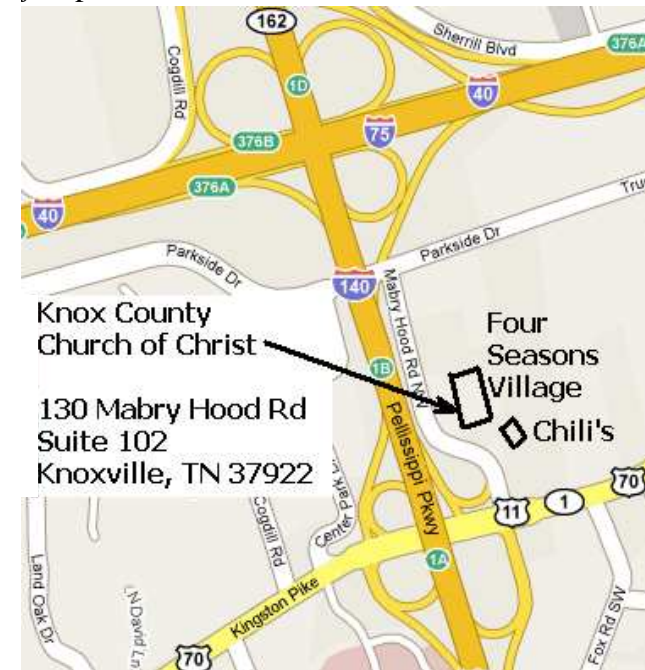 162
Sherrill Blvd
376A
Cogdill Rd
1D
40
376B
75
376A
40
Parkside Dr
Parkside Dr
140
Mabry Hood Rd NW
Knox County
Church of Christ
130 Mabry Hood Rd
Suite 102
Knoxville, TN 37922
Four
Seasons
Village
Chili's
1B
Pellissippi Pkwy
70
11
1
Center Park
Cogdill Rd
1A
Land Oak Dr
N David Ln
Kingston Pike
70
Fox Rd SW